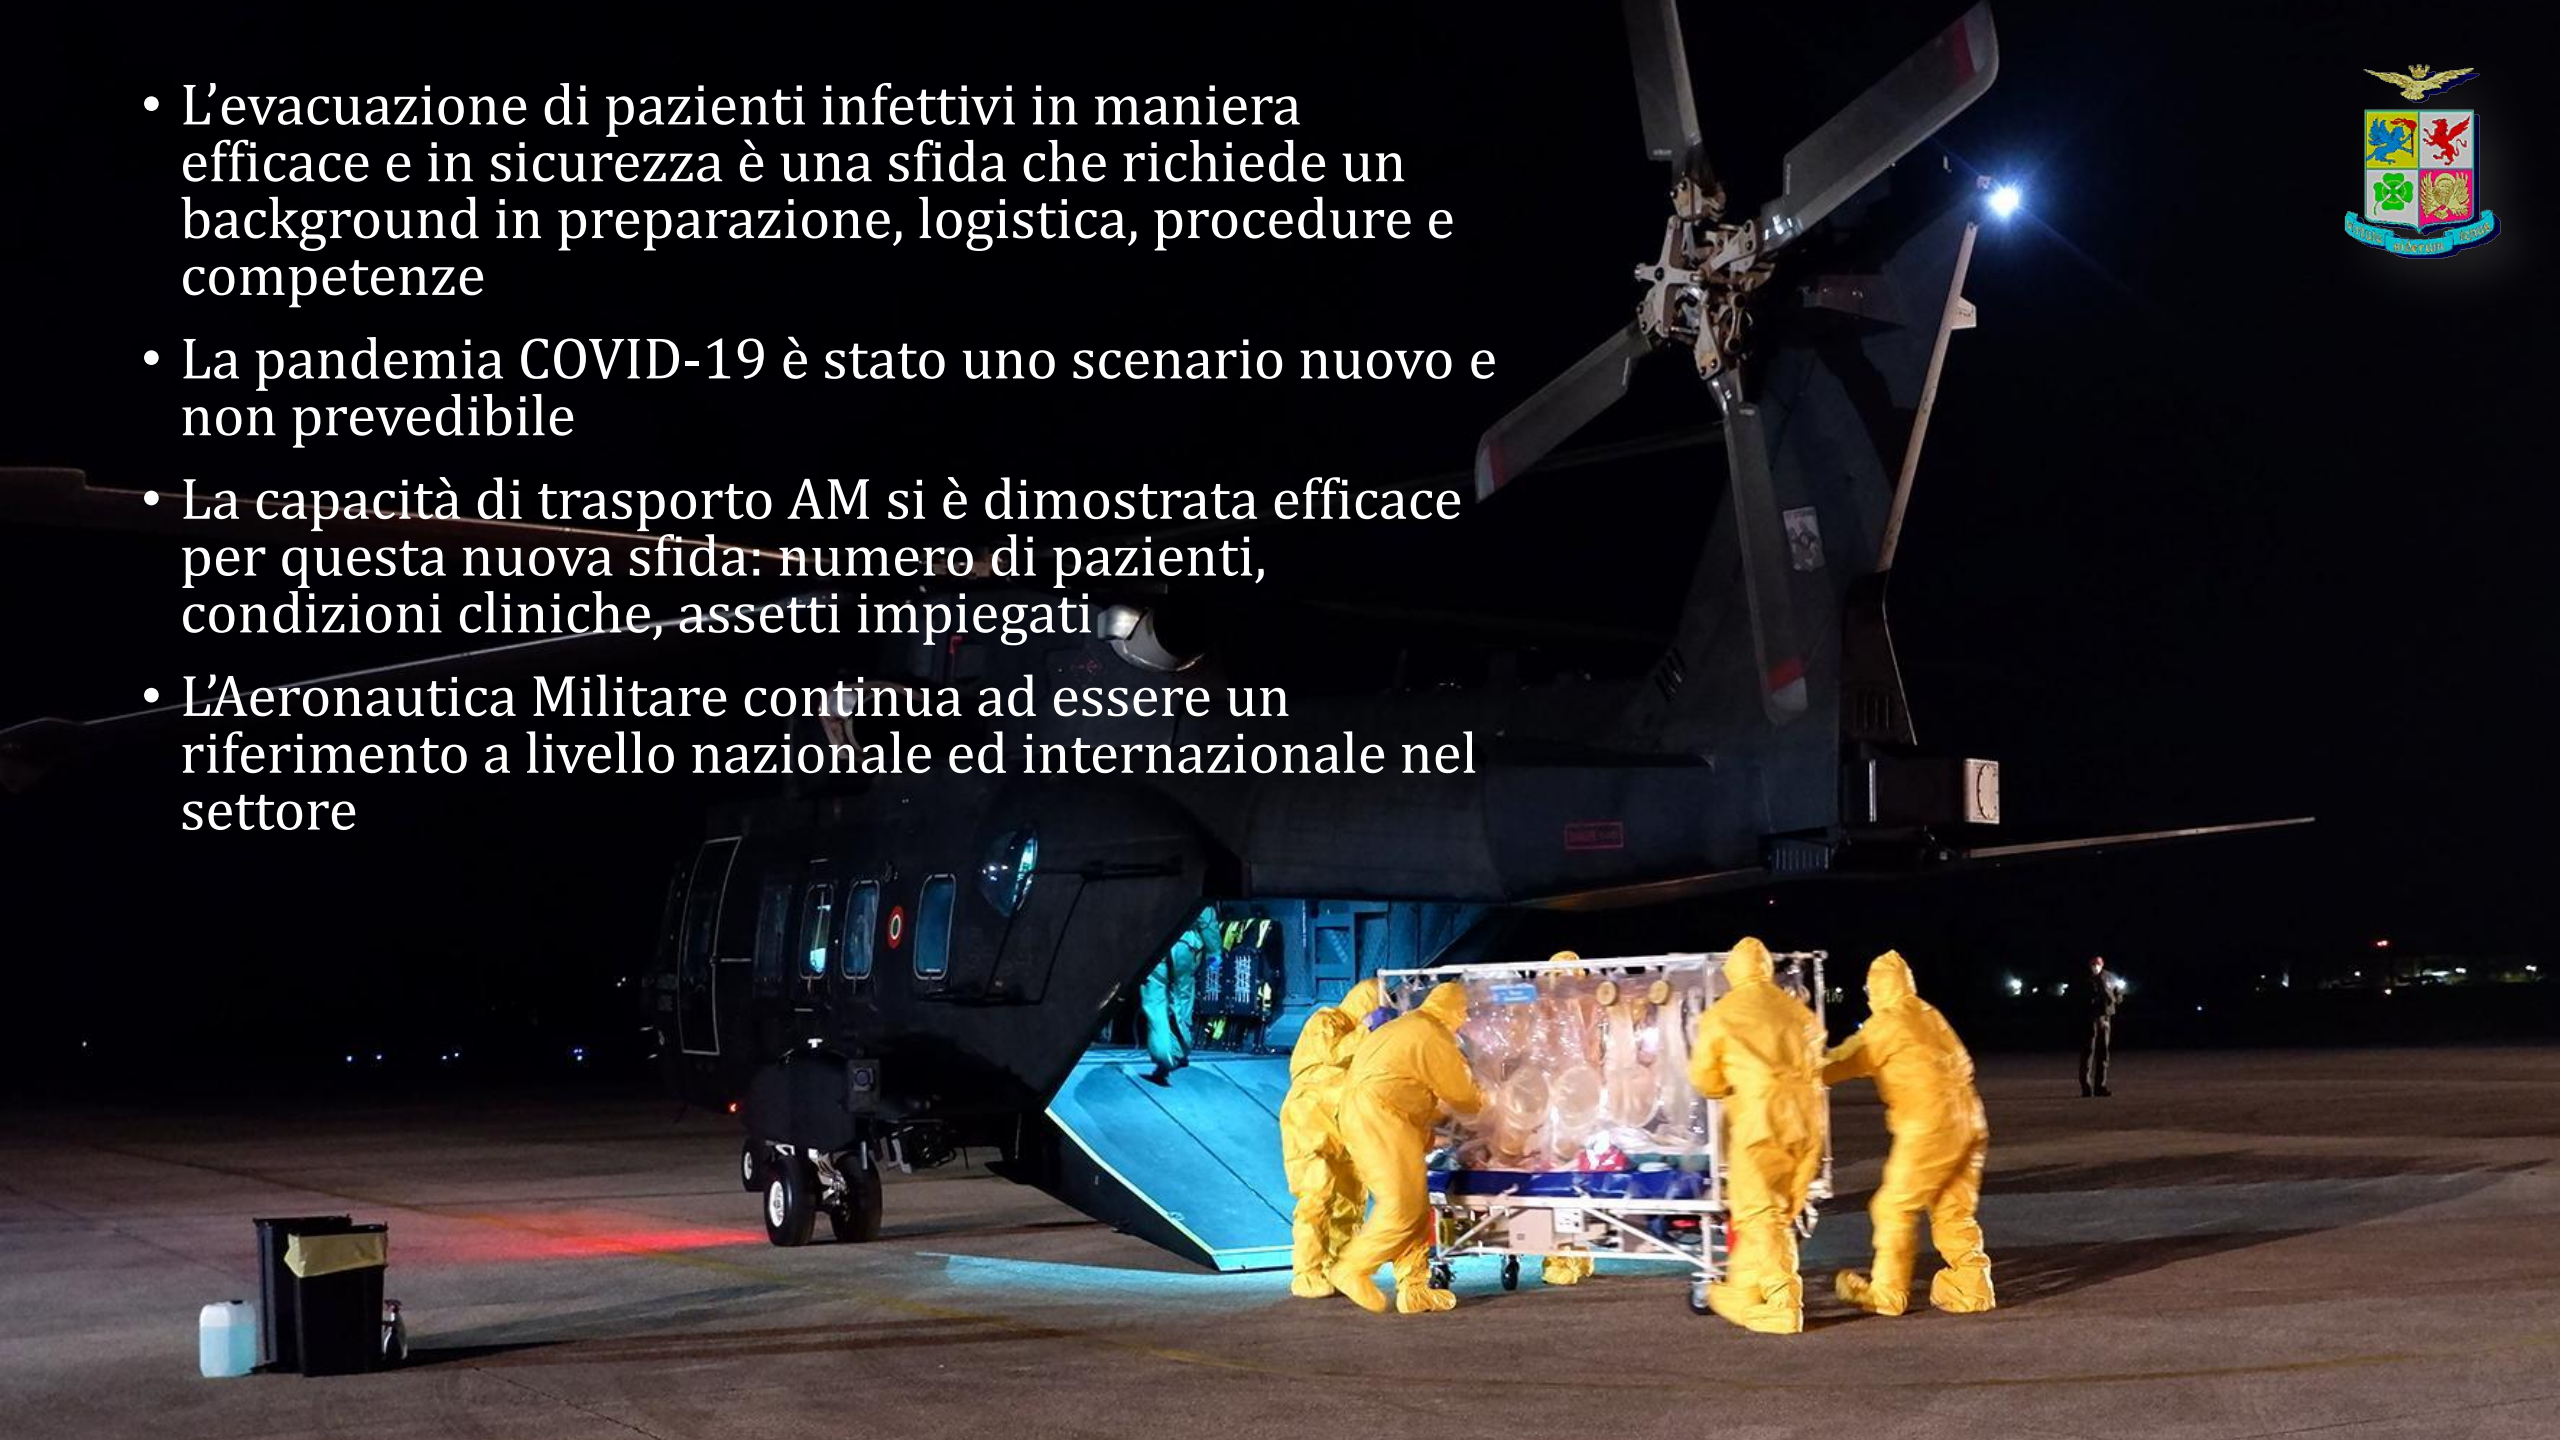 • L’evacuazione di pazienti infettivi in maniera
efficace e in sicurezza è una sfida che richiede un
background in preparazione, logistica, procedure e
competenze
• La pandemia COVID-19 è stato uno scenario nuovo e
non prevedibile
• La capacità di trasporto AM si è dimostrata efficace
per questa nuova sfida: numero di pazienti,
condizioni cliniche, assetti impiegati
• L’Aeronautica Militare continua ad essere un
riferimento a livello nazionale ed internazionale nel
settore